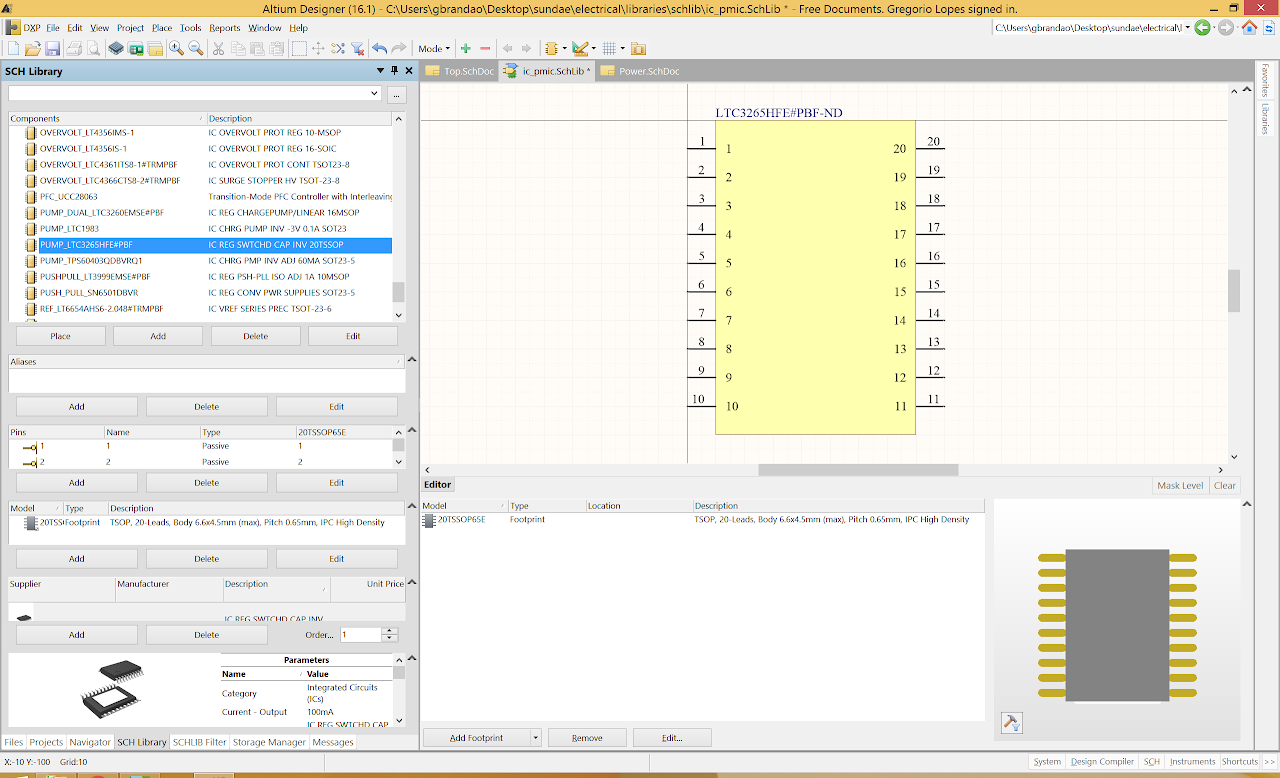 Altium Designer (16.1) - C:\Users\gbrandao\Desktop\sundae\electrical\libraries\schlib\ic_pmic.SchLib * - Free Documents. Gregorio Lopes signed in.
DXP File Edit View Project Place Tools Reports Window Help
C:\Users\gbrandao\Desktop\sundae\electrical\l
Mode
SCH Library
Top.SchDoc ic_pmic.SchLib * Power.SchDoc
Favorites
Libraries
...
Components Description
OVERVOLT_LT4356IMS-1 IC OVERVOLT PROT REG 10-MSOP
OVERVOLT_LT4356IS-1 IC OVERVOLT PROT REG 16-SOIC
OVERVOLT_LTC4361ITS8-1#TRMPBF IC OVERVOLT PROT CONT TSOT23-8
OVERVOLT_LTC4366CTS8-2#TRMPBF IC SURGE STOPPER HV TSOT-23-8
PFC_UCC28063 Transition-Mode PFC Controller with Interleaving
PUMP_DUAL_LTC3260EMSE#PBF IC REG CHARGEPUMP/LINEAR 16MSOP
PUMP_LTC1983 IC CHRG PUMP INV -3V 0.1A SOT23
PUMP_LTC3265HFE#PBF IC REG SWTCHD CAP INV 20TSSOP
PUMP_TPS60403QDBVRQ1 IC CHRG PMP INV ADJ 60MA SOT23-5
PUSHPULL_LT3999EMSE#PBF IC REG PSH-PLL ISO ADJ 1A 10MSOP
PUSH_PULL_SN6501DBVR IC REG CONV PWR SUPPLIES SOT23-5
REF_LT6654AHS6-2.048#TRMPBF IC VREF SERIES PREC TSOT-23-6
Place Add Delete Edit
Aliases
Add Delete Edit
Pins Name Type 20TSSOP65E
1 1 Passive 1
2 2 Passive 2
Add Delete Edit
Model Type Description
20TSS Footprint TSOP, 20-Leads, Body 6.6x4.5mm (max), Pitch 0.65mm, IPC High Density
Add Delete Edit
Supplier Manufacturer Description Unit Price
IC REG SWTCHD CAP INV
Add Delete Order... 1
Parameters
Name Value
Category Integrated Circuits
(ICs)
Current - Output 100mA
IC REG SWTCHD CAP
Files Projects Navigator SCH Library SCHLIB Filter Storage Manager Messages
LTC3265HFE#PBF-ND
1 1 20 20
2 2 19 19
3 3 18 18
4 4 17 17
5 5 16 16
6 6 15 15
7 7 14 14
8 8 13 13
9 9 12 12
10 10 11 11
Editor Mask Level Clear
Model Type Location Description
20TSSOP65E Footprint TSOP, 20-Leads, Body 6.6x4.5mm (max), Pitch 0.65mm, IPC High Density
Add Footprint Remove Edit...
X:-10 Y:-100 Grid:10
System Design Compiler SCH Instruments Shortcuts >>